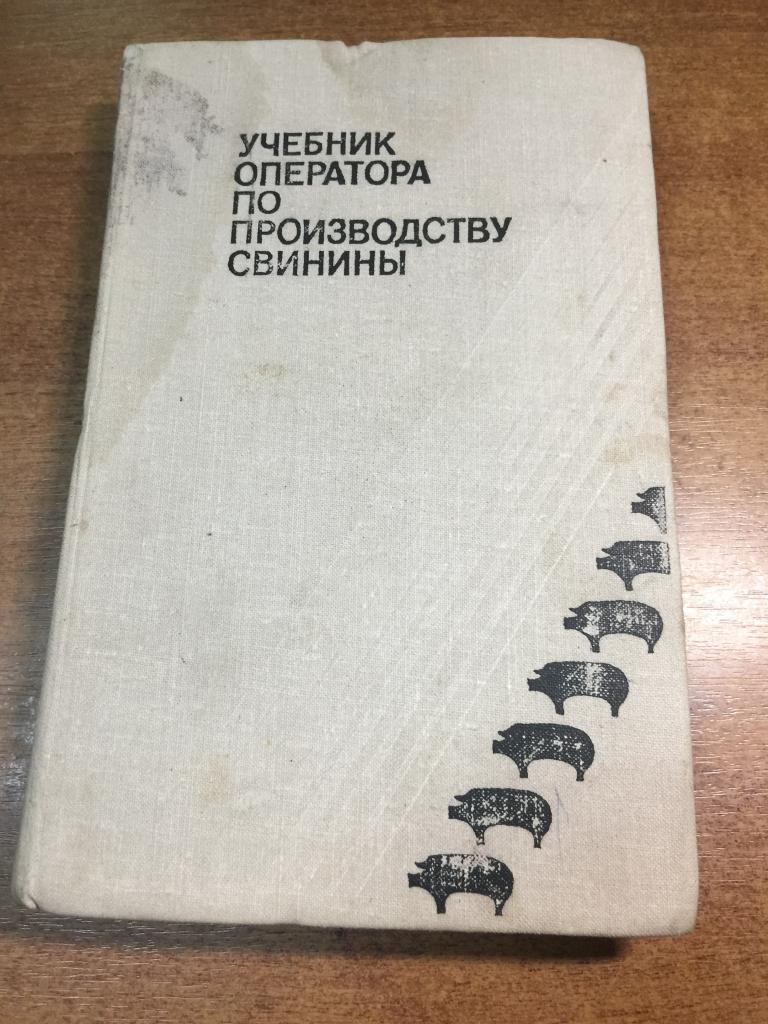 УЧЕБНИК
ОПЕРАТОРА
ПО
ПРОИЗВОДСТВУ
СВИНИНЫ